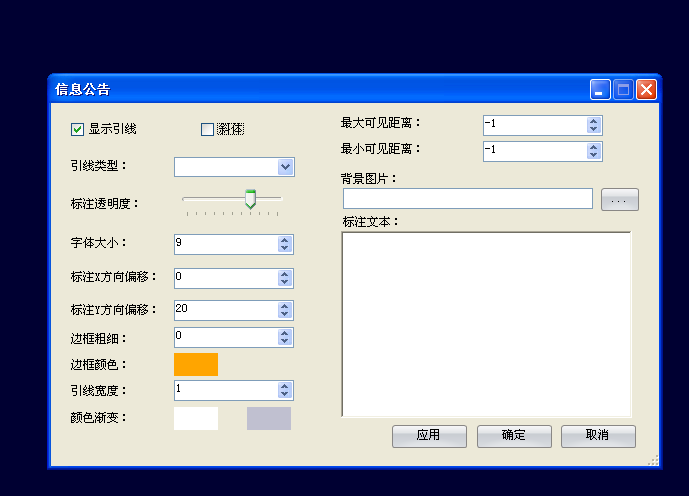 信息公告
显示引线
引线类型：
标注透明度：
字体大小： 9
标注X方向偏移： 0
标注Y方向偏移： 20
边框粗细： 0
边框颜色：
引线宽度： 1
颜色渐变：
最大可见距离： -1
最小可见距离： -1
背景图片：
...
标注文本：
应用 确定 取消